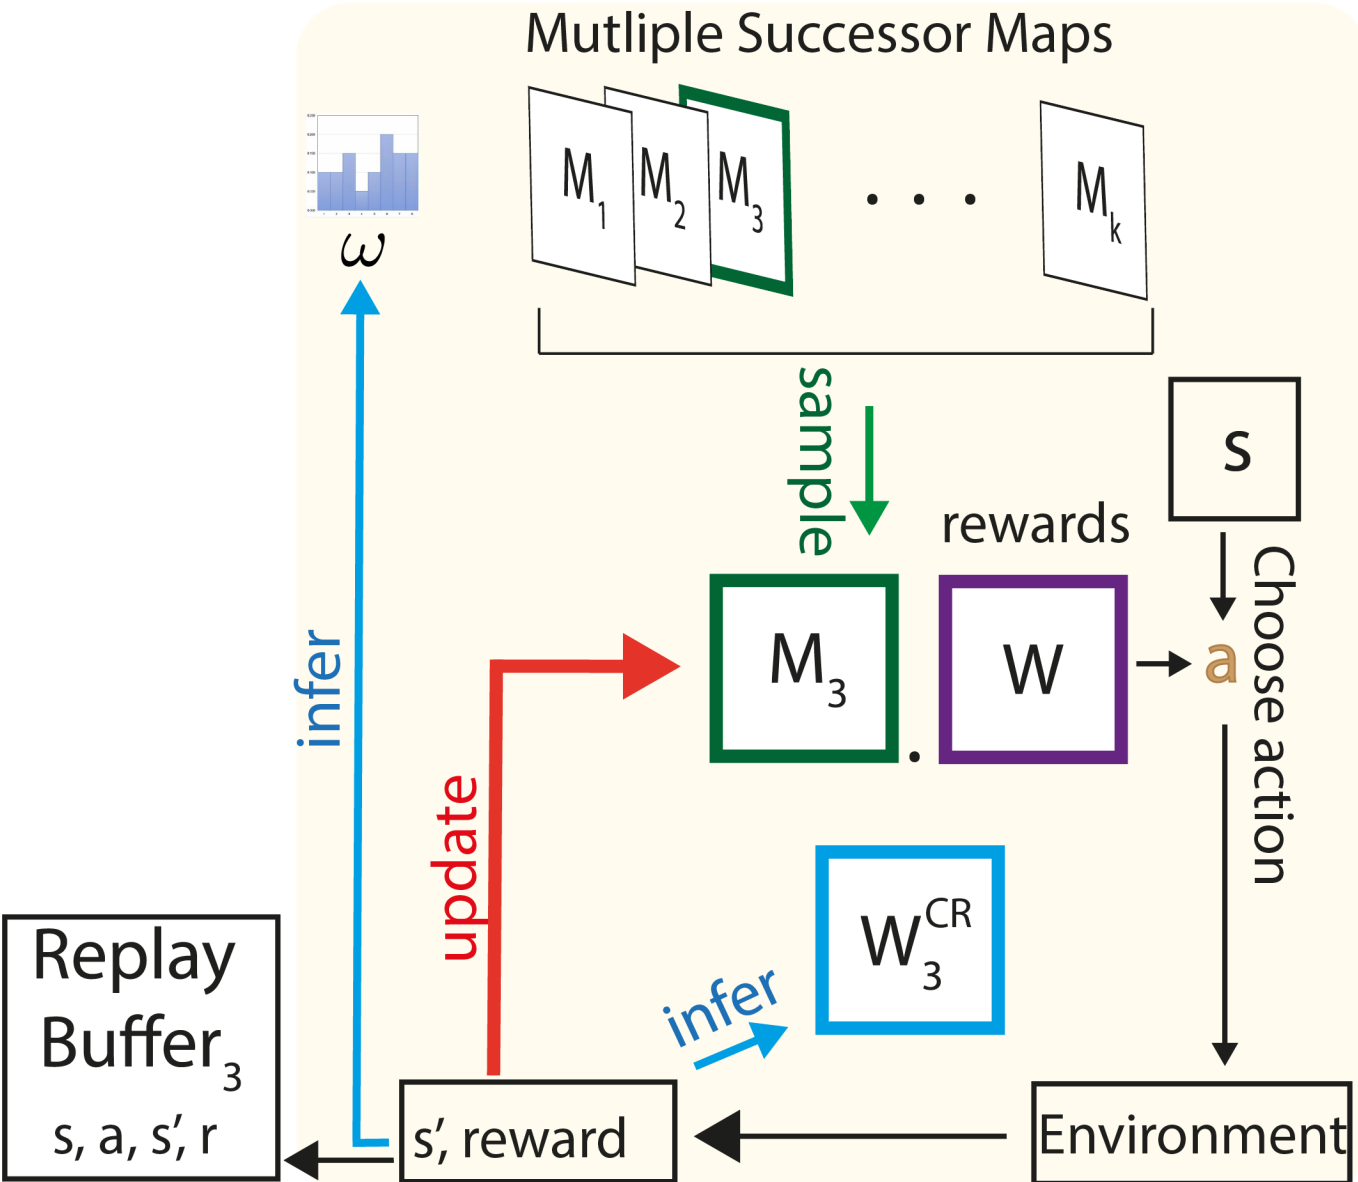 Mutliple Successor Maps
M1
M2
M3
. . .
Mk
ω
sample
s
rewards
infer
M3
.
W
a
Choose action
update
W3CR
infer
Replay
Buffer3
s, a, s’, r
s’, reward
Environment